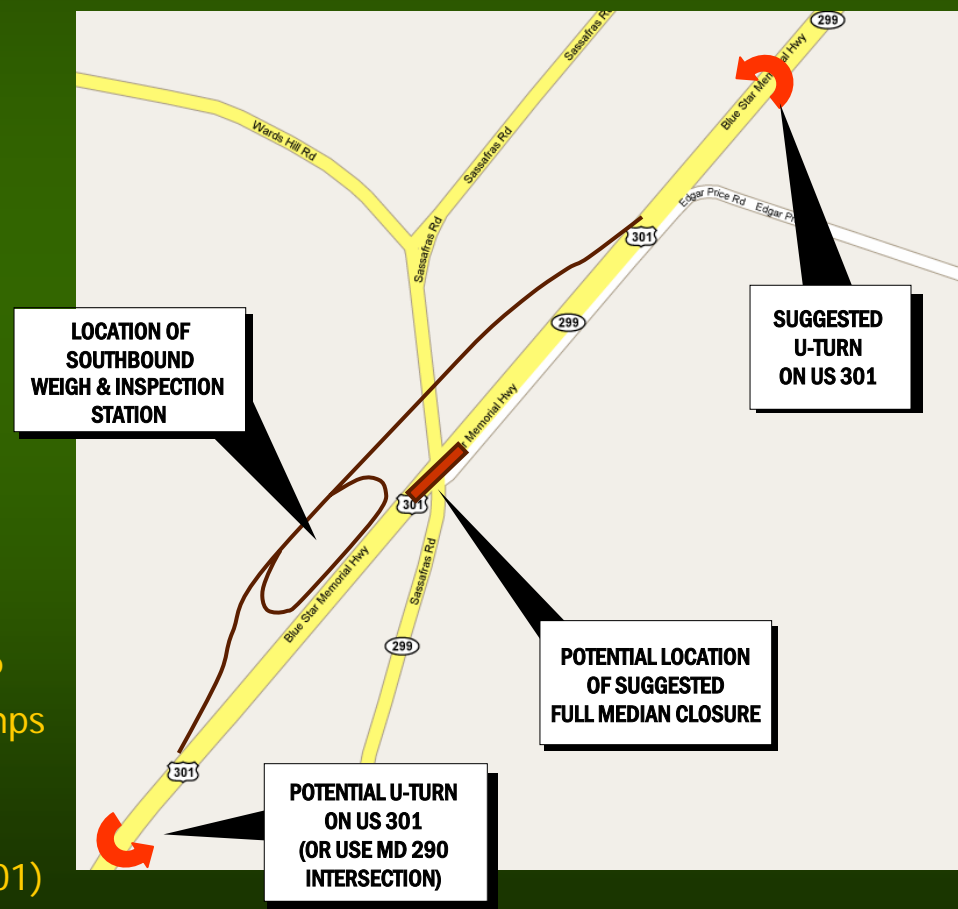 299
Sassafras
Blue Star Memorial Hwy
Wards Hill Rd
Sassafras Rd
Sassafras Rd
Edgar Price Rd
Edgar
301
299
LOCATION OF
SOUTHBOUND
WEIGH & INSPECTION
STATION
SUGGESTED
U-TURN
ON US 301
Memorial Hwy
301
Blue Star Memorial Hwy
Sassafras Rd
299
POTENTIAL LOCATION
OF SUGGESTED
FULL MEDIAN CLOSURE
301
POTENTIAL U-TURN
ON US 301
(OR USE MD 290
INTERSECTION)
01)